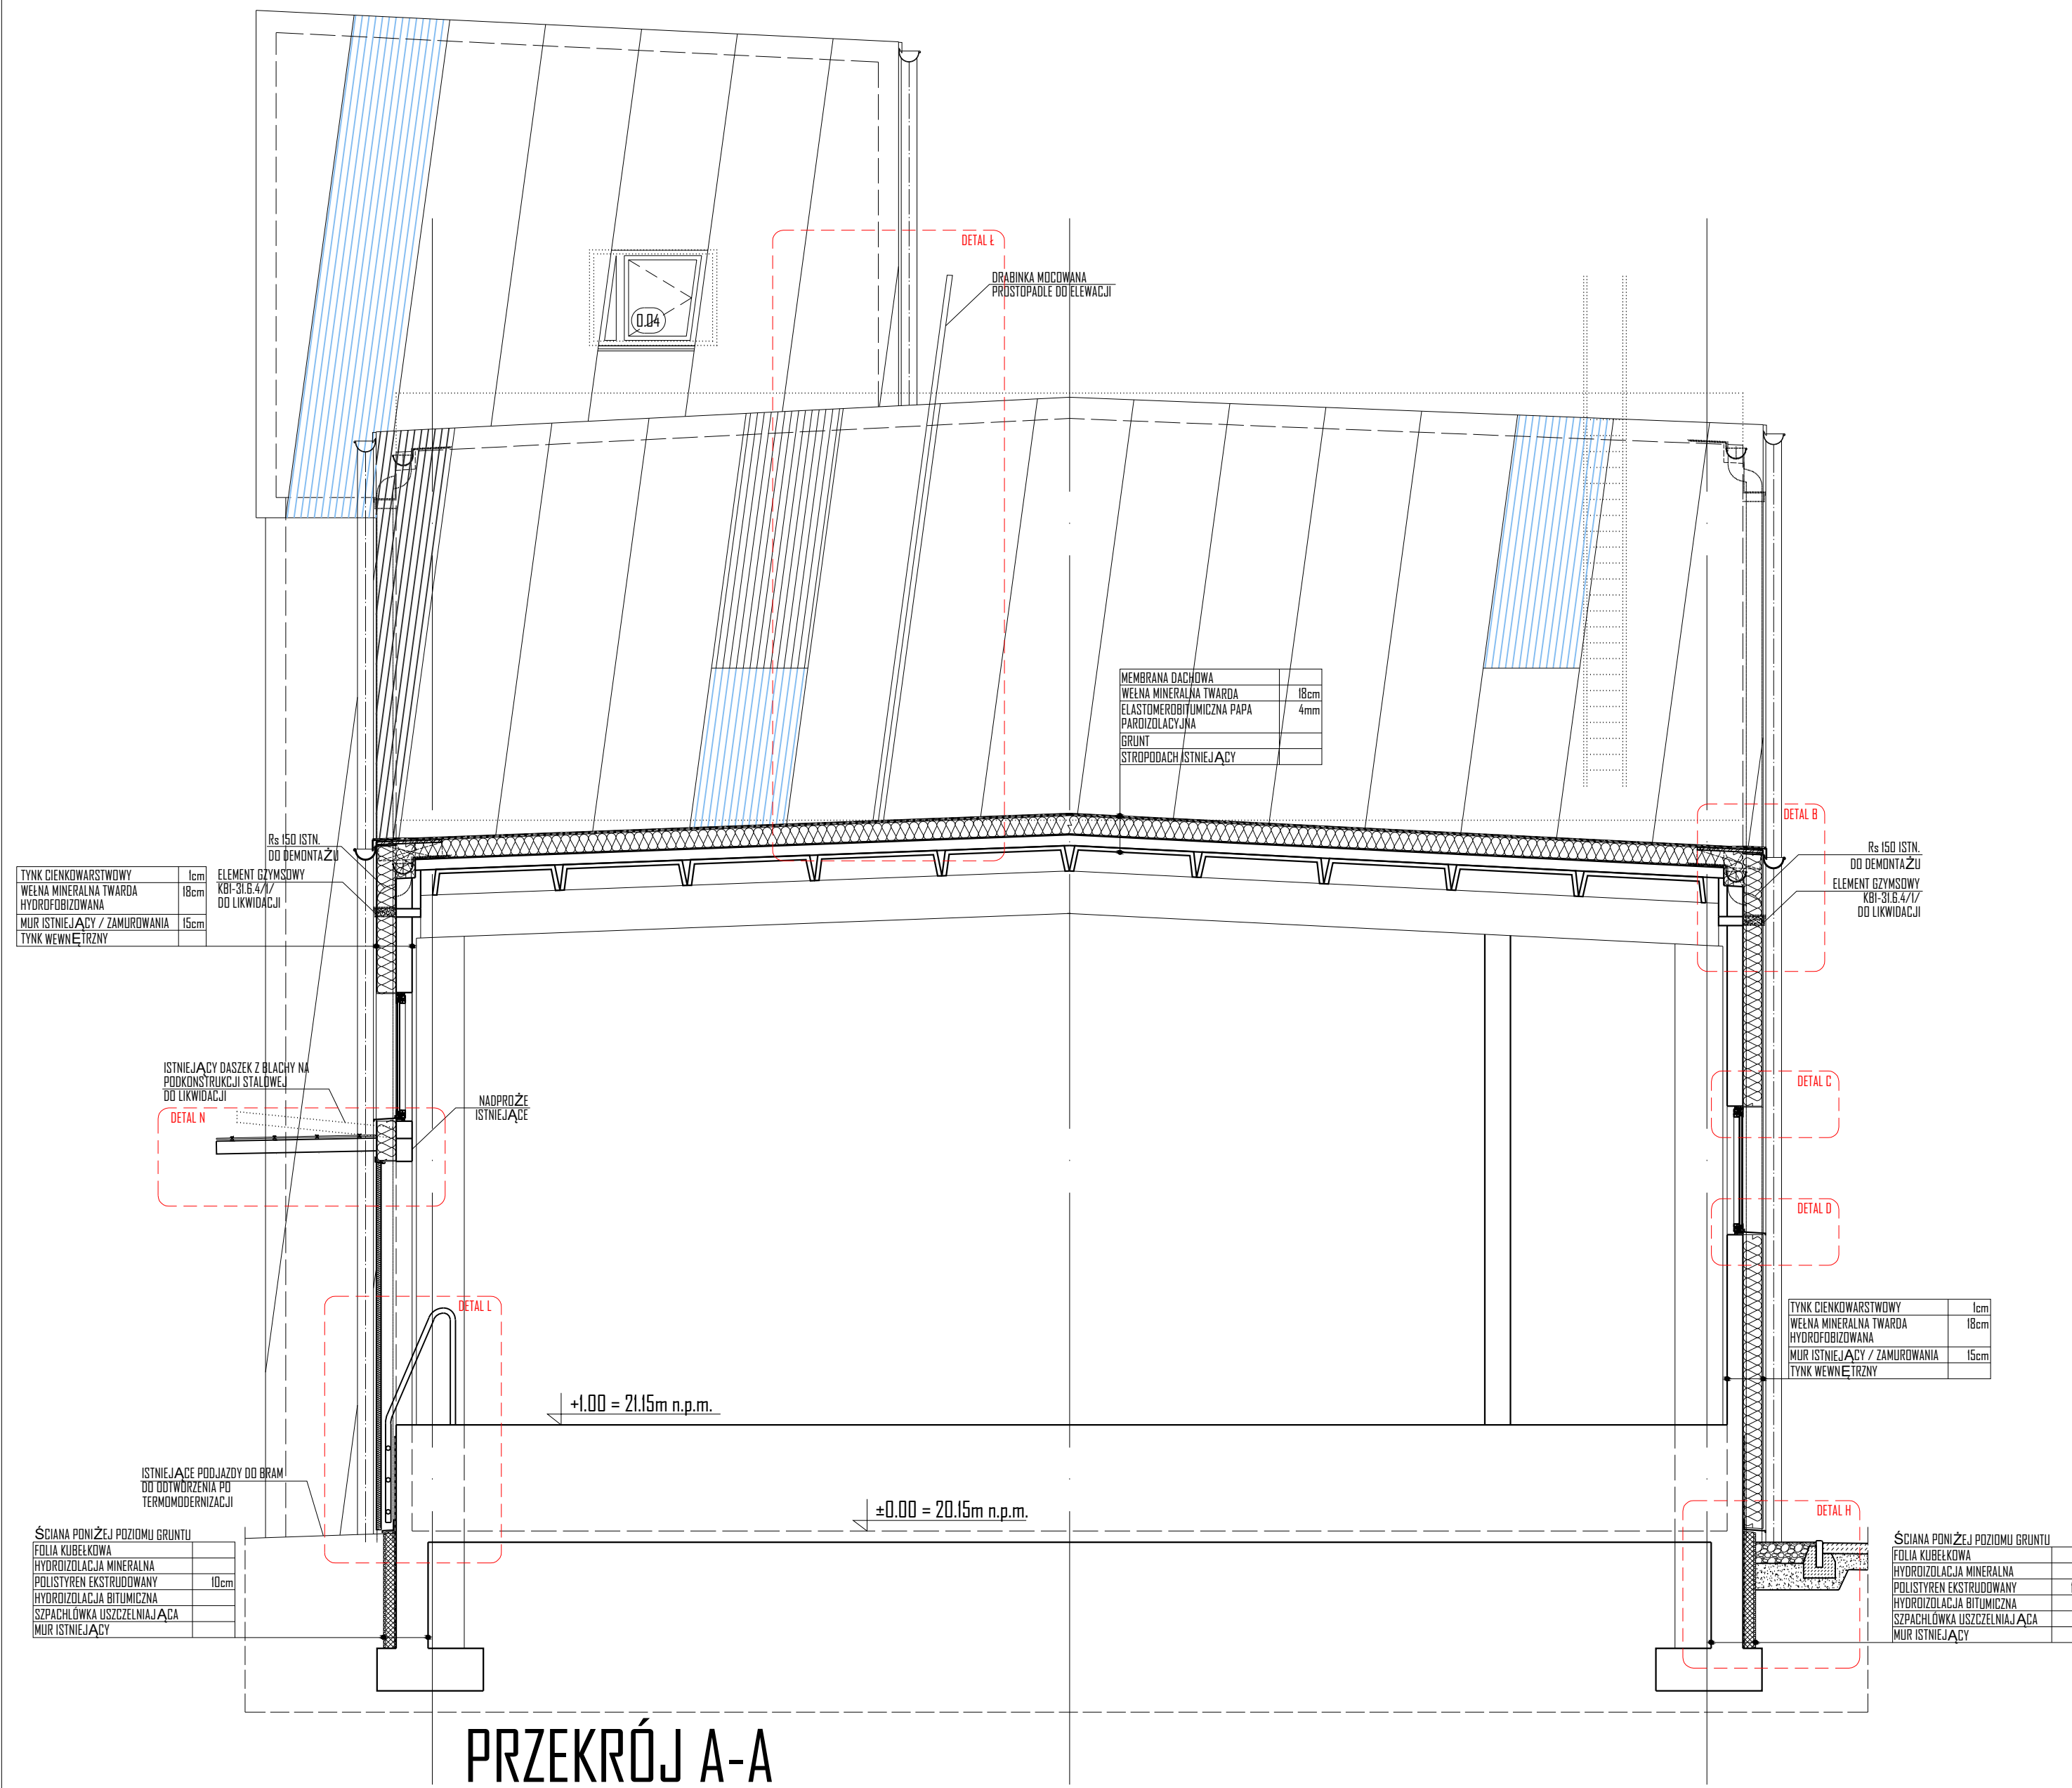 DETAL Ł
DRABINKA MOCOWANA
PROSTOPADLE DO ELEWACJI
0.04
MEMBRANA DACHOWA
WEŁNA MINERALNA TWARDA 18cm
ELASTOMEROBITUMICZNA PAPA 4mm
PAROIZOLACYJNA
GRUNT
STROPODACH ISTNIEJĄCY
DETAL B
Rs 150 ISTN.
DO DEMONTAŻU
ELEMENT GZYMSOWY
KBI-31.6.4/1/
DO LIKWIDACJI
TYNK CIENKOWARSTWOWY 1cm
WEŁNA MINERALNA TWARDA 18cm
HYDROFOBIZOWANA
MUR ISTNIEJĄCY / ZAMUROWANIA 15cm
TYNK WEWNĘTRZNY
Rs 150 ISTN.
DO DEMONTAŻU
ELEMENT GZYMSOWY
KBI-31.6.4/1/
DO LIKWIDACJI
ISTNIEJĄCY DASZEK Z BLACHY NA
PODKONSTRUKCJI STALOWEJ
DO LIKWIDACJI
DETAL N
NADPROŻE
ISTNIEJĄCE
DETAL C
DETAL D
DETAL L
TYNK CIENKOWARSTWOWY 1cm
WEŁNA MINERALNA TWARDA 18cm
HYDROFOBIZOWANA
MUR ISTNIEJĄCY / ZAMUROWANIA 15cm
TYNK WEWNĘTRZNY
+1.00 = 21.15m n.p.m.
ISTNIEJĄCE PODJAZDY DO BRAM
DO ODTWORZENIA PO
TERMOMODERNIZACJI
±0.00 = 20.15m n.p.m.
DETAL H
ŚCIANA PONIŻEJ POZIOMU GRUNTU
FOLIA KUBEŁKOWA
HYDROIZOLACJA MINERALNA
POLISTYREN EKSTRUDOWANY 10cm
HYDROIZOLACJA BITUMICZNA
SZPACHLÓWKA USZCZELNIAJĄCA
MUR ISTNIEJĄCY
ŚCIANA PONIŻEJ POZIOMU GRUNTU
FOLIA KUBEŁKOWA
HYDROIZOLACJA MINERALNA
POLISTYREN EKSTRUDOWANY
HYDROIZOLACJA BITUMICZNA
SZPACHLÓWKA USZCZELNIAJĄCA
MUR ISTNIEJĄCY
PRZEKRÓJ A-A